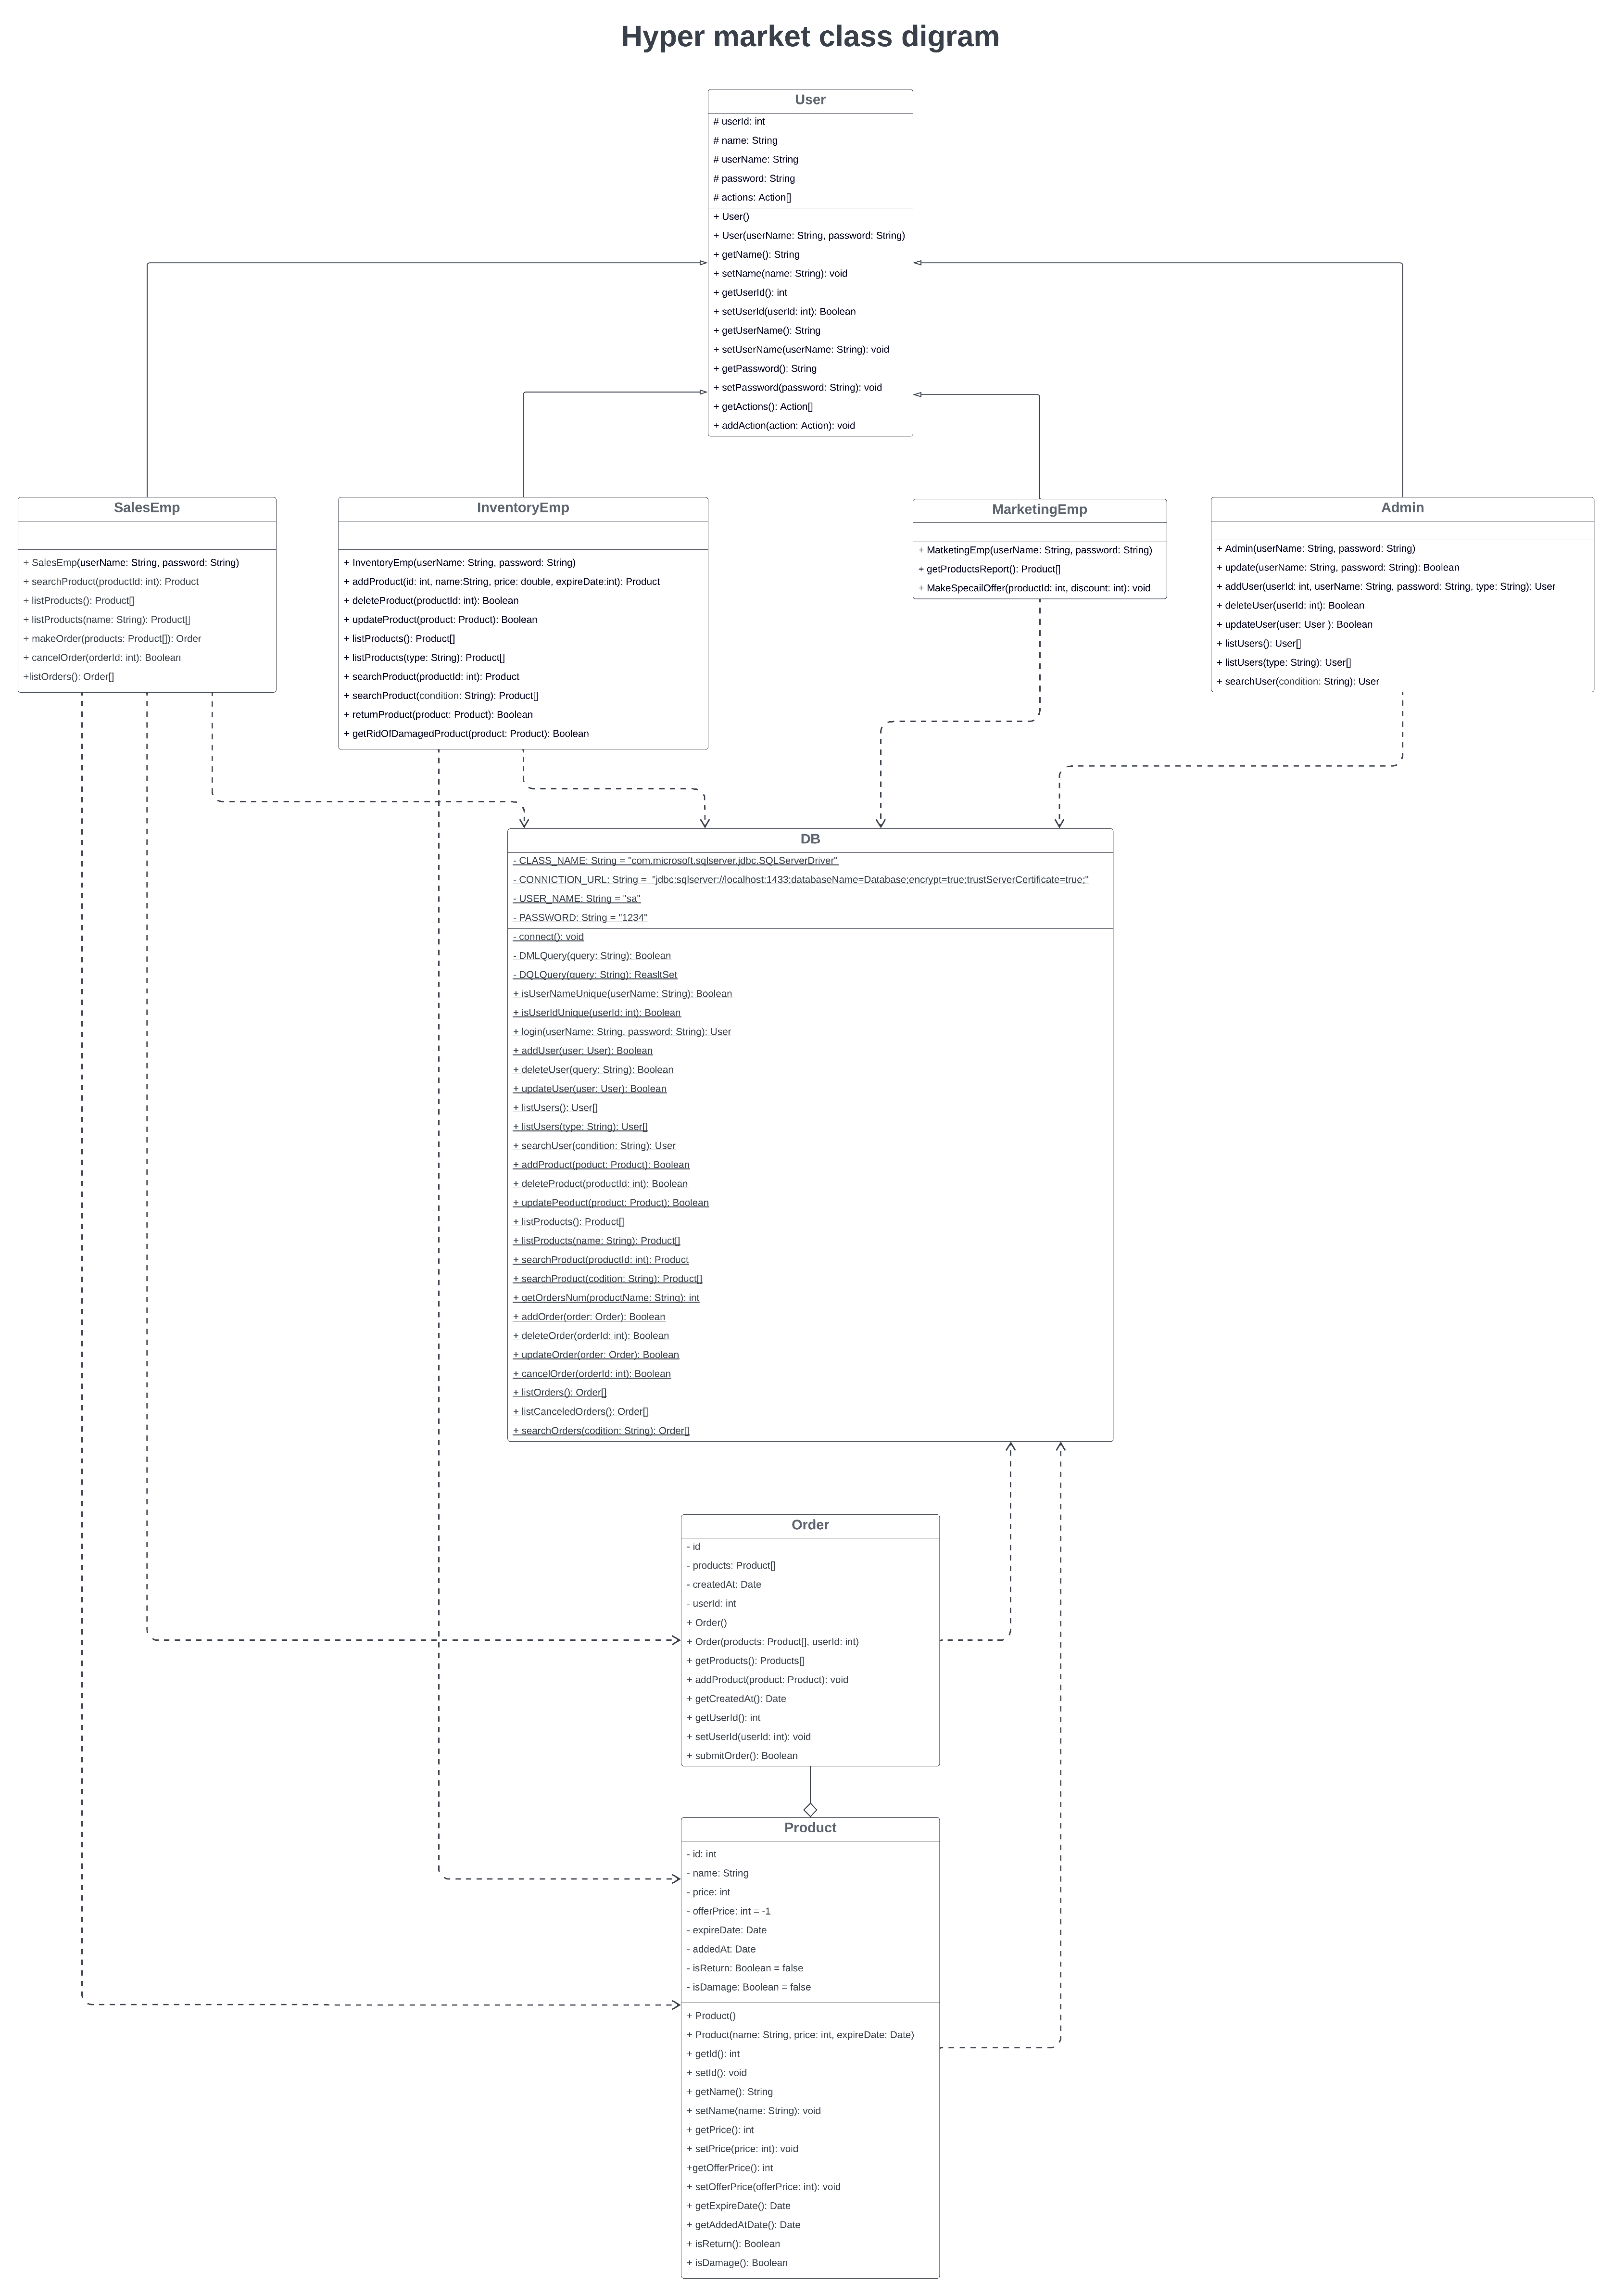 Hyper market class digram
User
# userId: int
# name: String
# userName: String
# password: String
# actions: Action[]
+ User()
+ User(userName: String, password: String)
+ getName(): String
+ setName(name: String): void
+ getUserId(): int
+ setUserId(userId: int): Boolean
+ getUserName(): String
+ setUserName(userName: String): void
+ getPassword(): String
+ setPassword(password: String): void
+ getActions(): Action[]
+ addAction(action: Action): void
SalesEmp
+ SalesEmp(userName: String, password: String)
+ searchProduct(productId: int): Product
+ listProducts(): Product[]
+ listProducts(name: String): Product[]
+ makeOrder(products: Product[]): Order
+ cancelOrder(orderId: int): Boolean
+listOrders(): Order[]
InventoryEmp
+ InventoryEmp(userName: String, password: String)
+ addProduct(id: int, name:String, price: double, expireDate:int): Product
+ deleteProduct(productId: int): Boolean
+ updateProduct(product: Product): Boolean
+ listProducts(): Product[]
+ listProducts(type: String): Product[]
+ searchProduct(productId: int): Product
+ searchProduct(condition: String): Product[]
+ returnProduct(product: Product): Boolean
+ getRidOfDamagedProduct(product: Product): Boolean
MarketingEmp
+ MatketingEmp(userName: String, password: String)
+ getProductsReport(): Product[]
+ MakeSpecailOffer(productId: int, discount: int): void
Admin
+ Admin(userName: String, password: String)
+ update(userName: String, password: String): Boolean
+ addUser(userId: int, userName: String, password: String, type: String): User
+ deleteUser(userId: int): Boolean
+ updateUser(user: User ): Boolean
+ listUsers(): User[]
+ listUsers(type: String): User[]
+ searchUser(condition: String): User
DB
- CLASS_NAME: String = "com.microsoft.sqlserver.jdbc.SQLServerDriver"
- CONNICTION_URL: String =  "jdbc:sqlserver://localhost:1433;databaseName=Database;encrypt=true;trustServerCertificate=true;"
- USER_NAME: String = "sa"
- PASSWORD: String = "1234"
- connect(): void
- DMLQuery(query: String): Boolean
- DQLQuery(query: String): ReasltSet
+ isUserNameUnique(userName: String): Boolean
+ isUserIdUnique(userId: int): Boolean
+ login(userName: String, password: String): User
+ addUser(user: User): Boolean
+ deleteUser(query: String): Boolean
+ updateUser(user: User): Boolean
+ listUsers(): User[]
+ listUsers(type: String): User[]
+ searchUser(condition: String): User
+ addProduct(poduct: Product): Boolean
+ deleteProduct(productId: int): Boolean
+ updatePeoduct(product: Product): Boolean
+ listProducts(): Product[]
+ listProducts(name: String): Product[]
+ searchProduct(productId: int): Product
+ searchProduct(codition: String): Product[]
+ getOrdersNum(productName: String): int
+ addOrder(order: Order): Boolean
+ deleteOrder(orderId: int): Boolean
+ updateOrder(order: Order): Boolean
+ cancelOrder(orderId: int): Boolean
+ listOrders(): Order[]
+ listCanceledOrders(): Order[]
+ searchOrders(codition: String): Order[]
Order
- id
- products: Product[]
- createdAt: Date
- userId: int
+ Order()
+ Order(products: Product[], userId: int)
+ getProducts(): Products[]
+ addProduct(product: Product): void
+ getCreatedAt(): Date
+ getUserId(): int
+ setUserId(userId: int): void
+ submitOrder(): Boolean
Product
- id: int
- name: String
- price: int
- offerPrice: int = -1
- expireDate: Date
- addedAt: Date
- isReturn: Boolean = false
- isDamage: Boolean = false
+ Product()
+ Product(name: String, price: int, expireDate: Date)
+ getId(): int
+ setId(): void
+ getName(): String
+ setName(name: String): void
+ getPrice(): int
+ setPrice(price: int): void
+getOfferPrice(): int
+ setOfferPrice(offerPrice: int): void
+ getExpireDate(): Date
+ getAddedAtDate(): Date
+ isReturn(): Boolean
+ isDamage(): Boolean